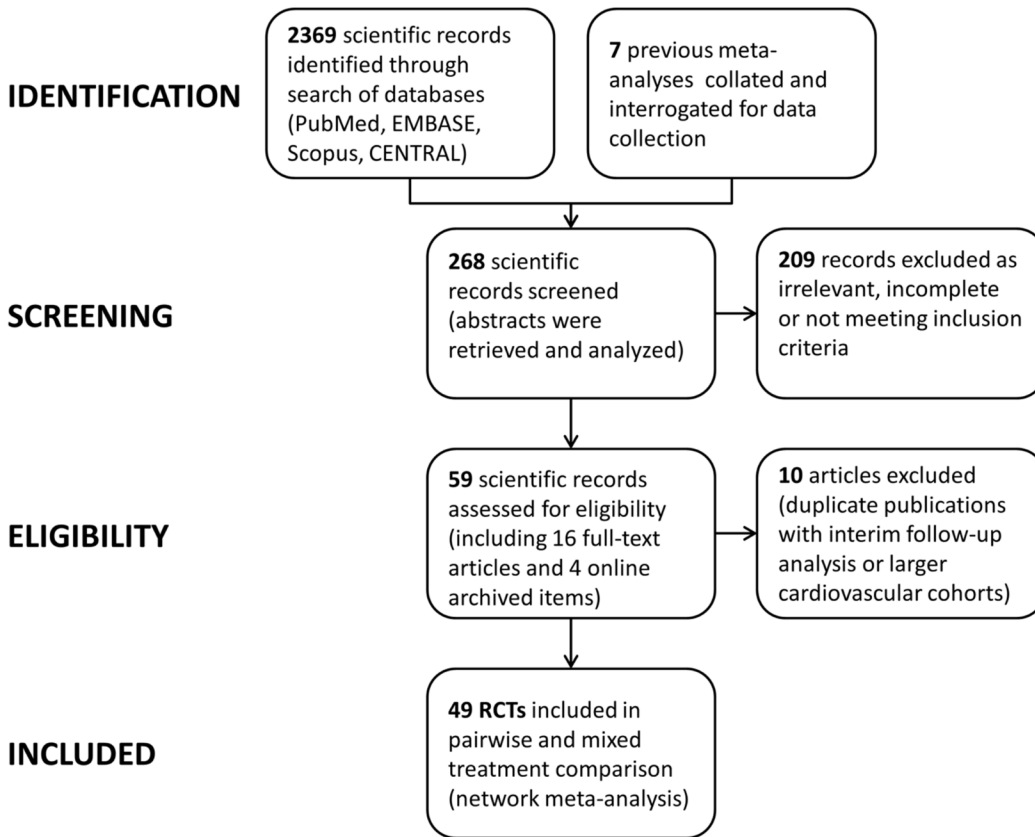 IDENTIFICATION
2369 scientific records
identified through
search of databases
(PubMed, EMBASE,
Scopus, CENTRAL)
7 previous meta-
analyses collated and
interrogated for data
collection
SCREENING
268 scientific
records screened
(abstracts were
retrieved and analyzed)
209 records excluded as
irrelevant, incomplete
or not meeting inclusion
criteria
ELIGIBILITY
59 scientific records
assessed for eligibility
(including 16 full-text
articles and 4 online
archived items)
10 articles excluded
(duplicate publications
with interim follow-up
analysis or larger
cardiovascular cohorts)
INCLUDED
49 RCTs included in
pairwise and mixed
treatment comparison
(network meta-analysis)